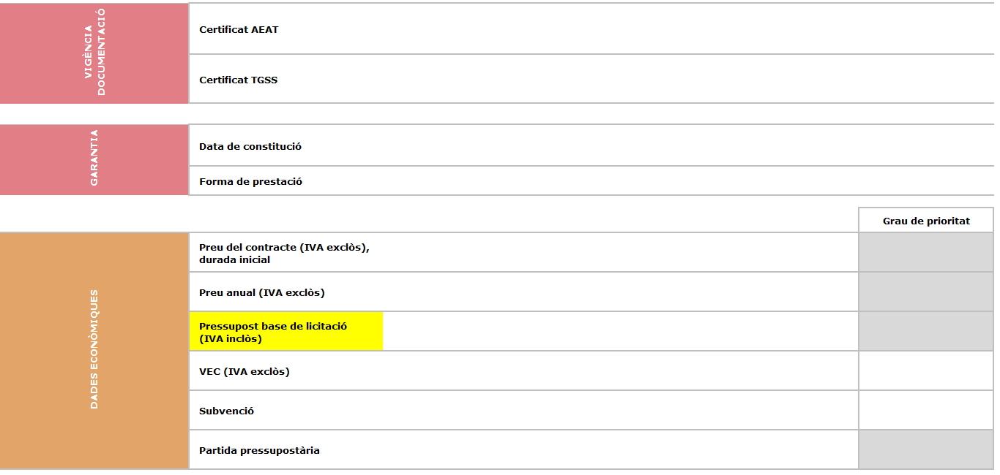 VIGÈNCIA
DOCUMENTACIÓ
Certificat AEAT
Certificat TGSS
GARANTIA
Data de constitució
Forma de prestació
Grau de prioritat
DADES ECONÒMIQUES
Preu del contracte (IVA exclòs),
durada inicial
Preu anual (IVA exclòs)
Pressupost base de licitació
(IVA inclòs)
VEC (IVA exclòs)
Subvenció
Partida pressupostària